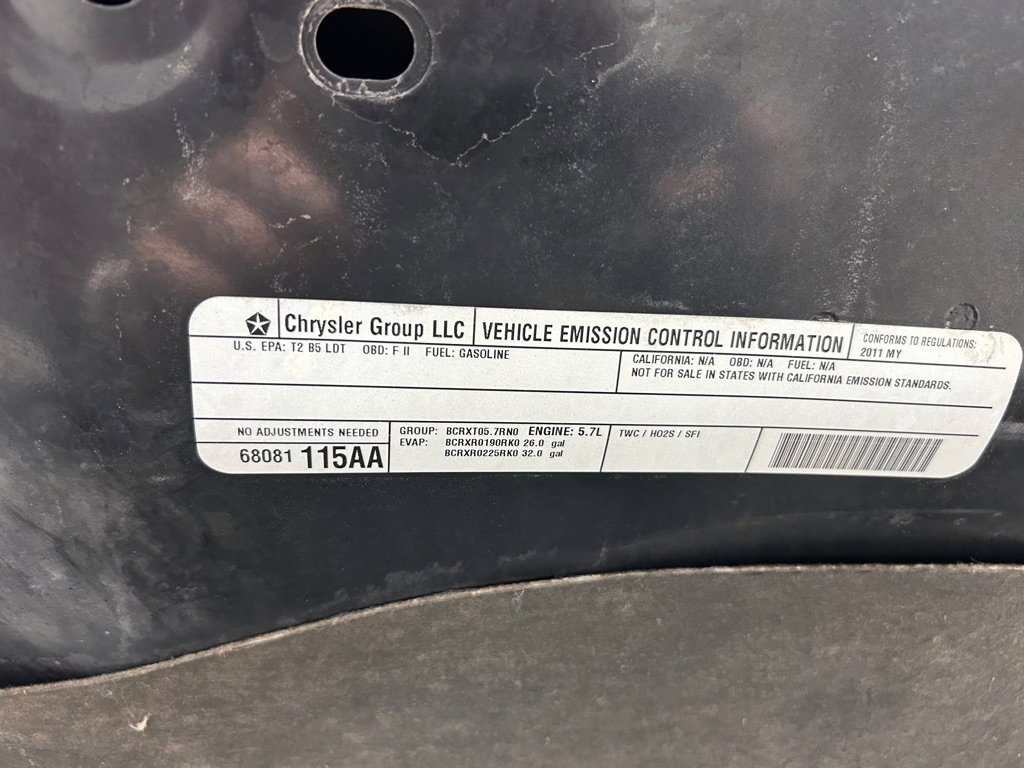 Chrysler Group LLC VEHICLE EMISSION CONTROL INFORMATION
CONFORMS TO REGULATIONS:
2011 MY
U.S. EPA: T2 B5 LDT OBD: F II FUEL: GASOLINE
CALIFORNIA: N/A OBD: N/A FUEL: N/A
NOT FOR SALE IN STATES WITH CALIFORNIA EMISSION STANDARDS.
NO ADJUSTMENTS NEEDED
68081 115AA
GROUP: BCRXT05.7RN0 ENGINE: 5.7L
EVAP: BCRXR0190RK0 26.0 gal
BCRXR0225RK0 32.0 gal
TWC / HO2S / SFI